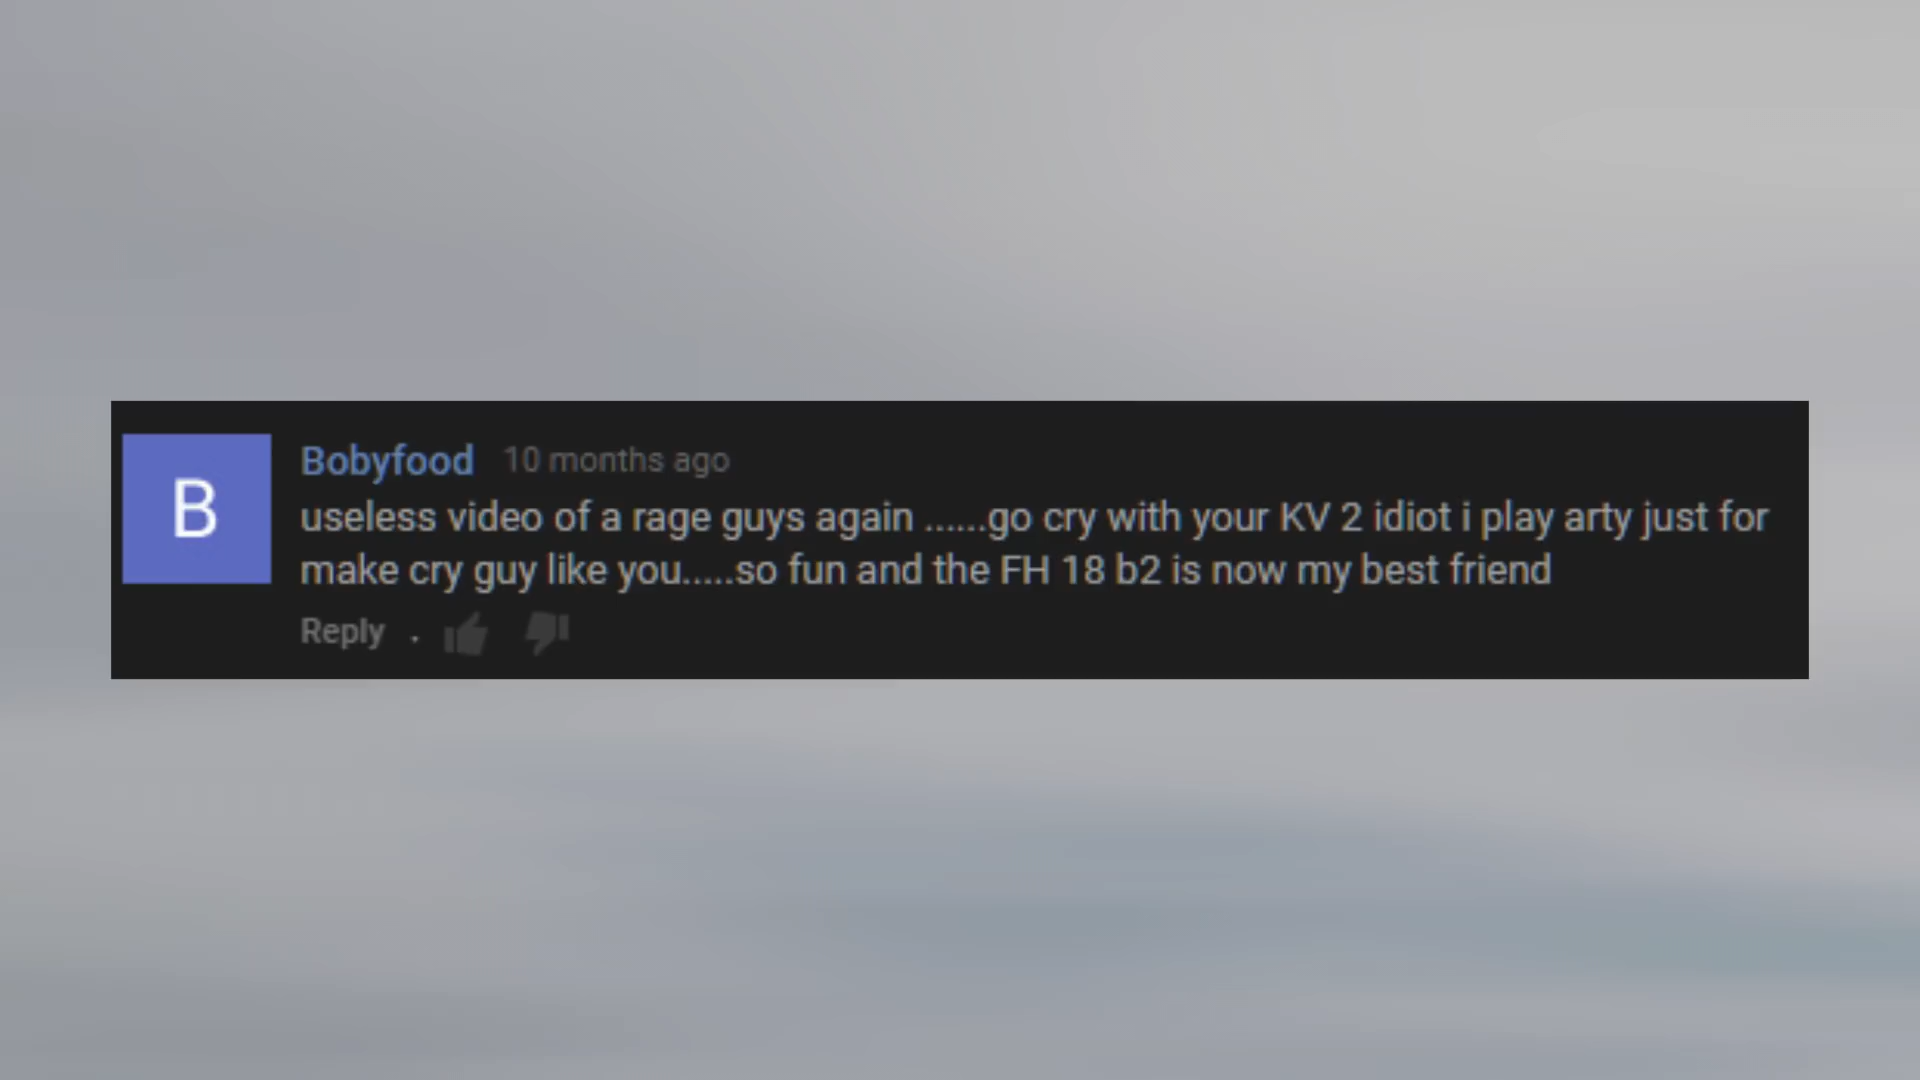 B
Bobyfood 10 months ago
useless video of a rage guys again ......go cry with your KV 2 idiot i play arty just for
make cry guy like you.....so fun and the FH 18 b2 is now my best friend
Reply .